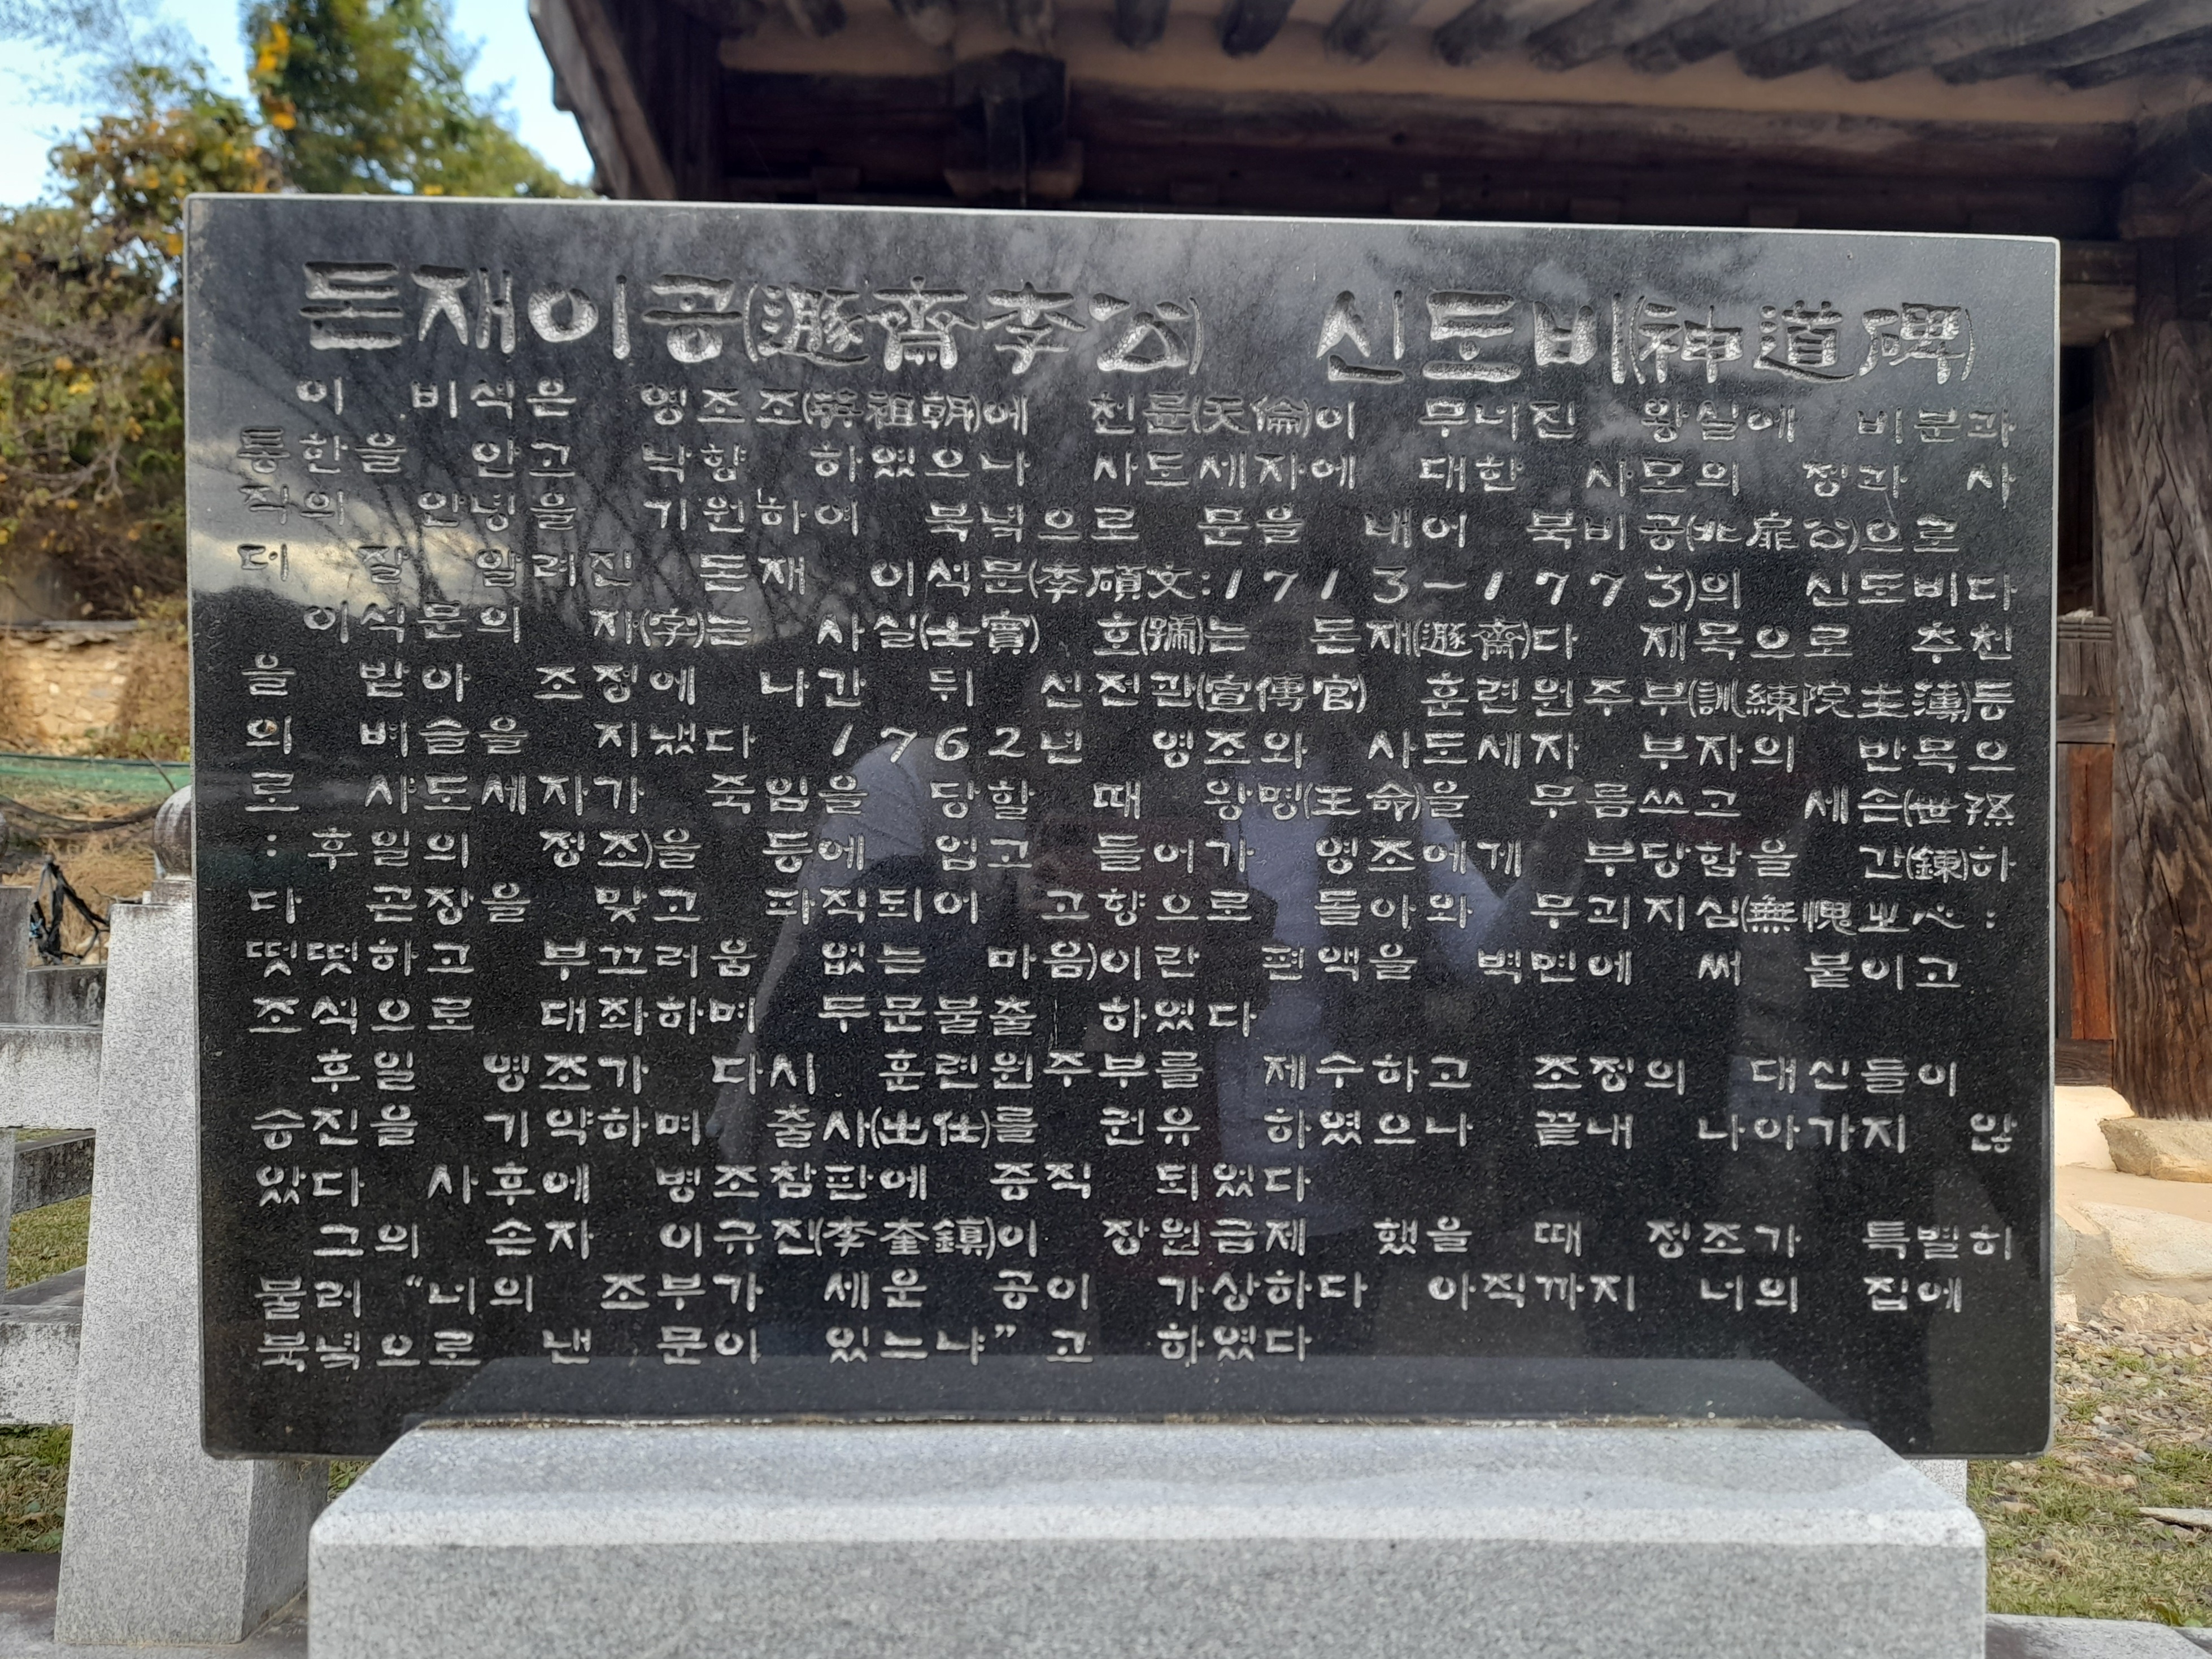 돈재이공(遯齋李公) 신도비(神道碑)
이 비석은 영조조(英祖朝)에 천륜(天倫)이 무너진 왕실에 비분과
통한을 안고 낙향 하였으나 사도세자에 대한 사모의 정과 사
직의 안녕을 기원하여 북녘으로 문을 내어 북비공(北扉公)으로
더 잘 알려진 돈재 이석문(李碩文:1713-1773)의 신도비다
이석문의 자(字)는 사실(士實) 호(號)는 돈재(遯齋)다 재목으로 추천
을 받아 조정에 나간 뒤 선전관(宣傳官) 훈련원주부(訓練院主薄)등
의 벼슬을 지냈다 1762년 영조와 사도세자 부자의 반목으
로 사도세자가 죽임을 당할 때 왕명(王命)을 무릅쓰고 세손(世孫
:후일의 정조)을 등에 업고 들어가 영조에게 부당함을 간(鍊)하
다 곤장을 맞고 파직되어 고향으로 돌아와 무괴지심(無愧之心:
떳떳하고 부끄러움 없는 마음)이란 편액을 벽면에 써 붙이고
조석으로 대좌하며 두문불출 하였다
후일 영조가 다시 훈련원주부를 제수하고 조정의 대신들이
승진을 기약하며 출사(出仕)를 권유 하였으나 끝내 나아가지 않
았다 사후에 병조참판에 증직 되었다
그의 손자 이규진(李奎鎭)이 장원급제 했을 때 정조가 특별히
불러 “너의 조부가 세운 공이 가상하다 아직까지 너의 집에
북녘으로 낸 문이 있느냐”고 하였다